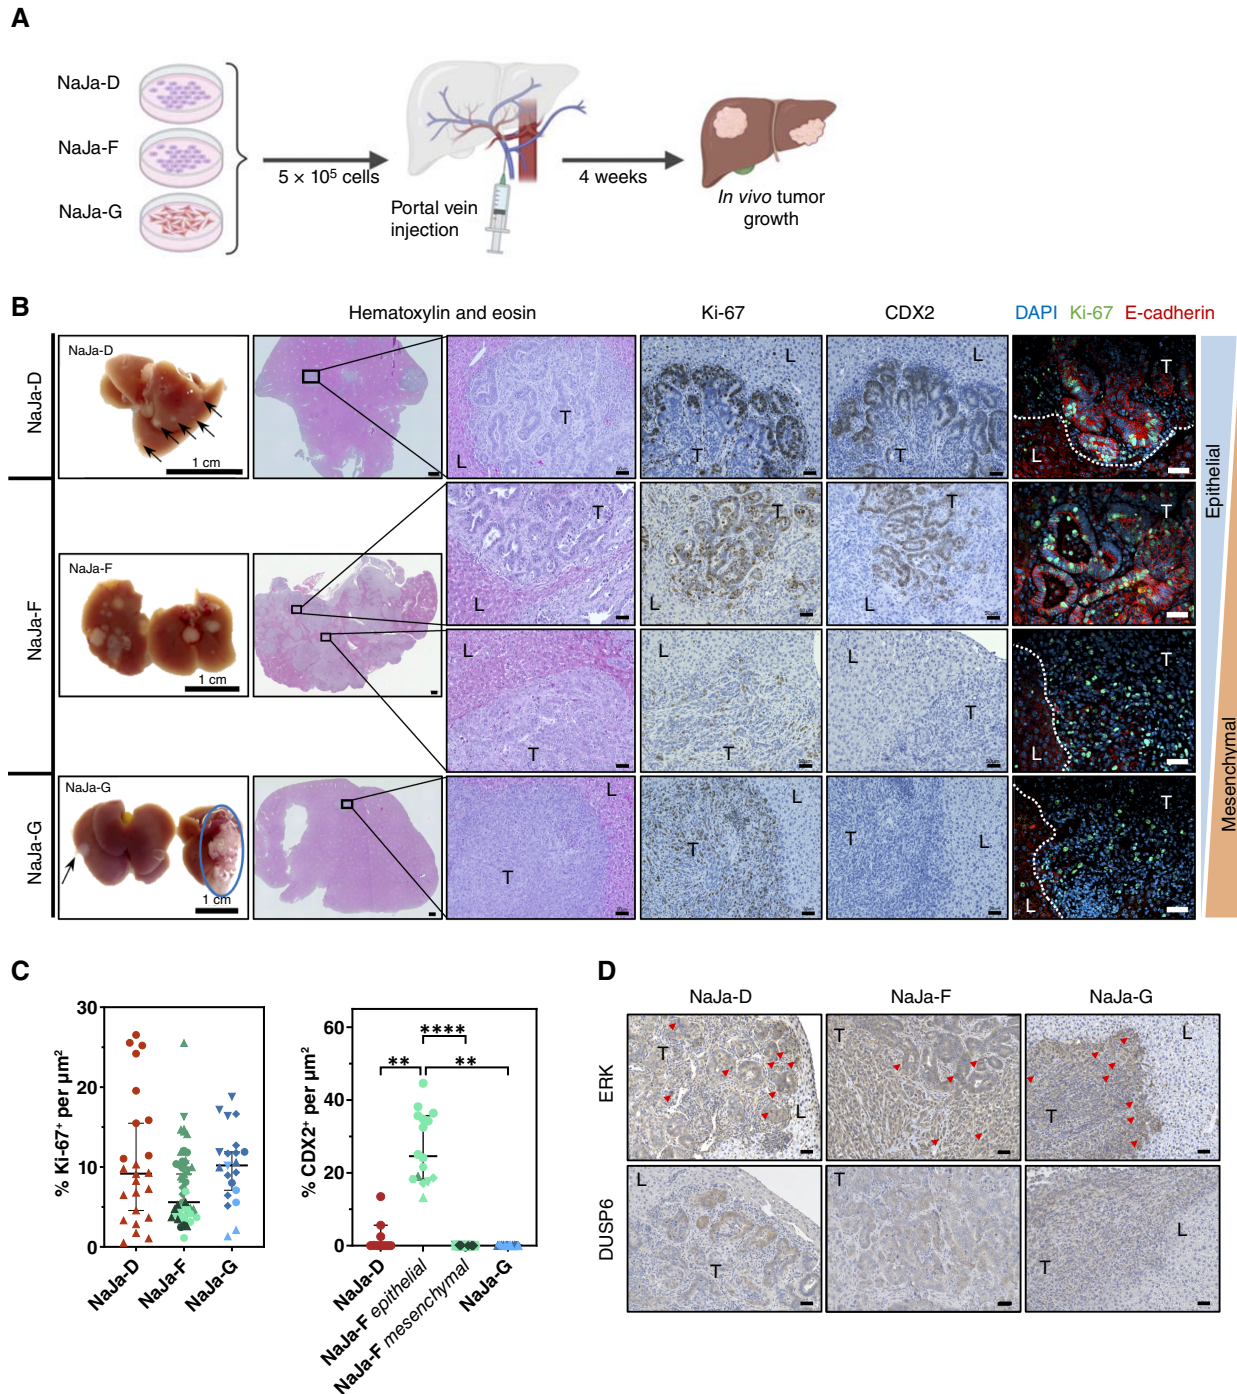 A
NaJa-D
NaJa-F
NaJa-G
5 × 10⁵ cells
Portal vein
injection
4 weeks
In vivo tumor
growth
B
Hematoxylin and eosin
Ki-67
CDX2
DAPI Ki-67 E-cadherin
NaJa-D
NaJa-D
1 cm
T
L
L
T
L
T
T
L
NaJa-F
NaJa-F
1 cm
T
L
T
L
T
L
T
L
T
L
T
L
T
T
L
NaJa-G
NaJa-G
1 cm
L
T
L
T
T
L
T
L
Epithelial
Mesenchymal
C
% Ki-67⁺ per µm²
30
20
10
0
NaJa-D
NaJa-F
NaJa-G
% CDX2⁺ per µm²
60
40
20
0
****
**
**
NaJa-D
NaJa-F epithelial
NaJa-F mesenchymal
NaJa-G
D
NaJa-D
NaJa-F
NaJa-G
ERK
T
L
T
L
T
DUSP6
L
T
T
L
T